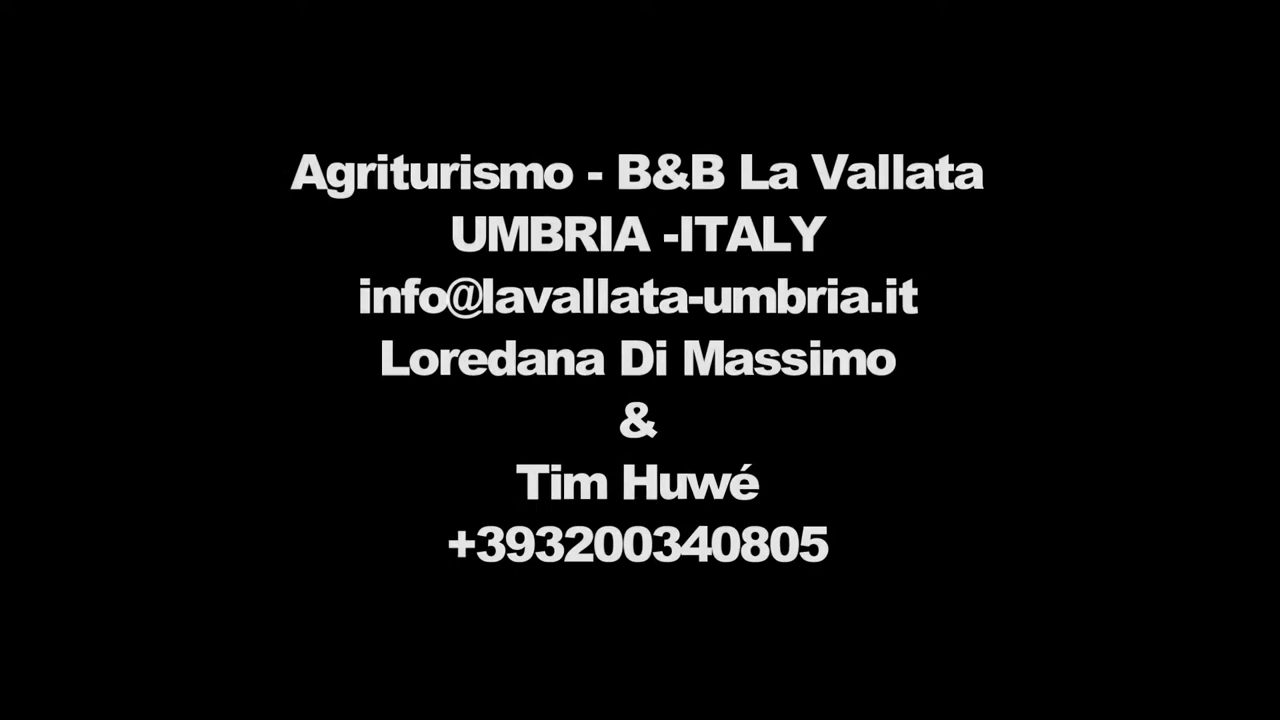 Agriturismo - B&B La Vallata
UMBRIA -ITALY
info@lavallata-umbria.it
Loredana Di Massimo
&
Tim Huwé
+393200340805